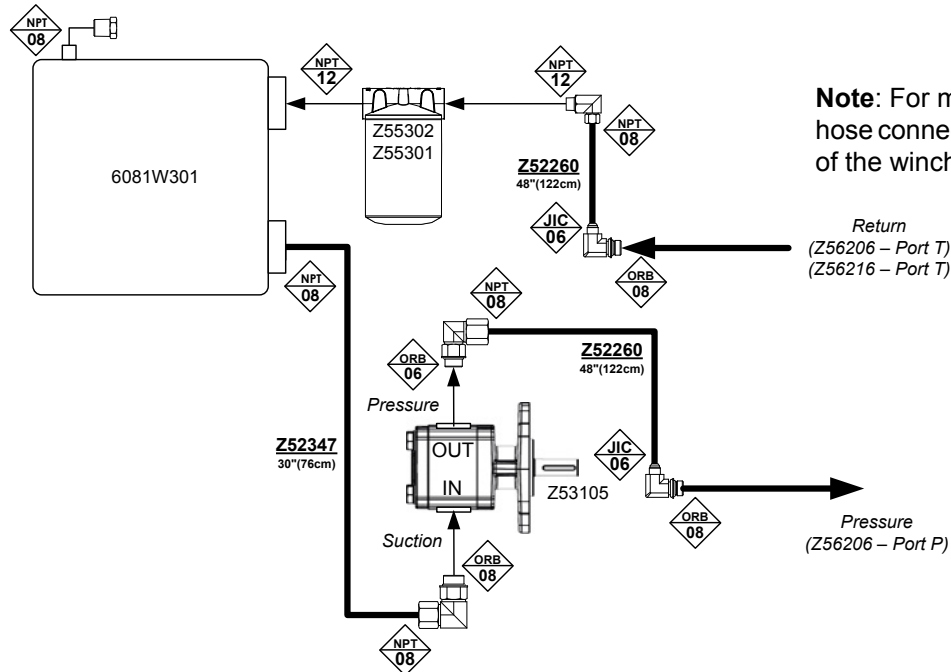 NPT
08
NPT
12
NPT
12
Note: For m
hose conne
of the winch
Z55302
Z55301
NPT
08
Z52260
48"(122cm)
6081W301
JIC
06
Return
(Z56206 – Port T)
(Z56216 – Port T)
ORB
08
NPT
08
NPT
08
Z52260
48"(122cm)
ORB
06
Pressure
Z52347
30"(76cm)
OUT
IN
JIC
06
Z53105
Suction
ORB
08
ORB
08
Pressure
(Z56206 – Port P)
NPT
08